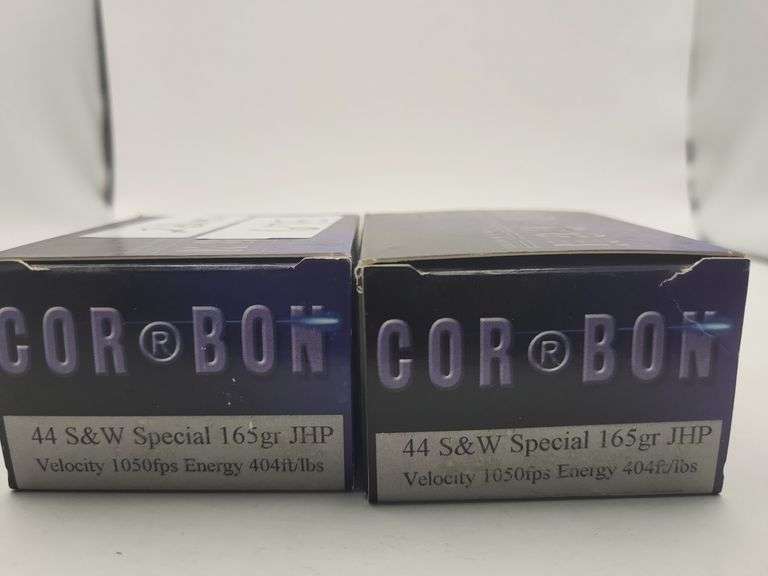 COR®BON
44 S&W Special 165gr JHP
Velocity 1050fps Energy 404ft/lbs
COR®BON
44 S&W Special 165gr JHP
Velocity 1050fps Energy 404ft/lbs